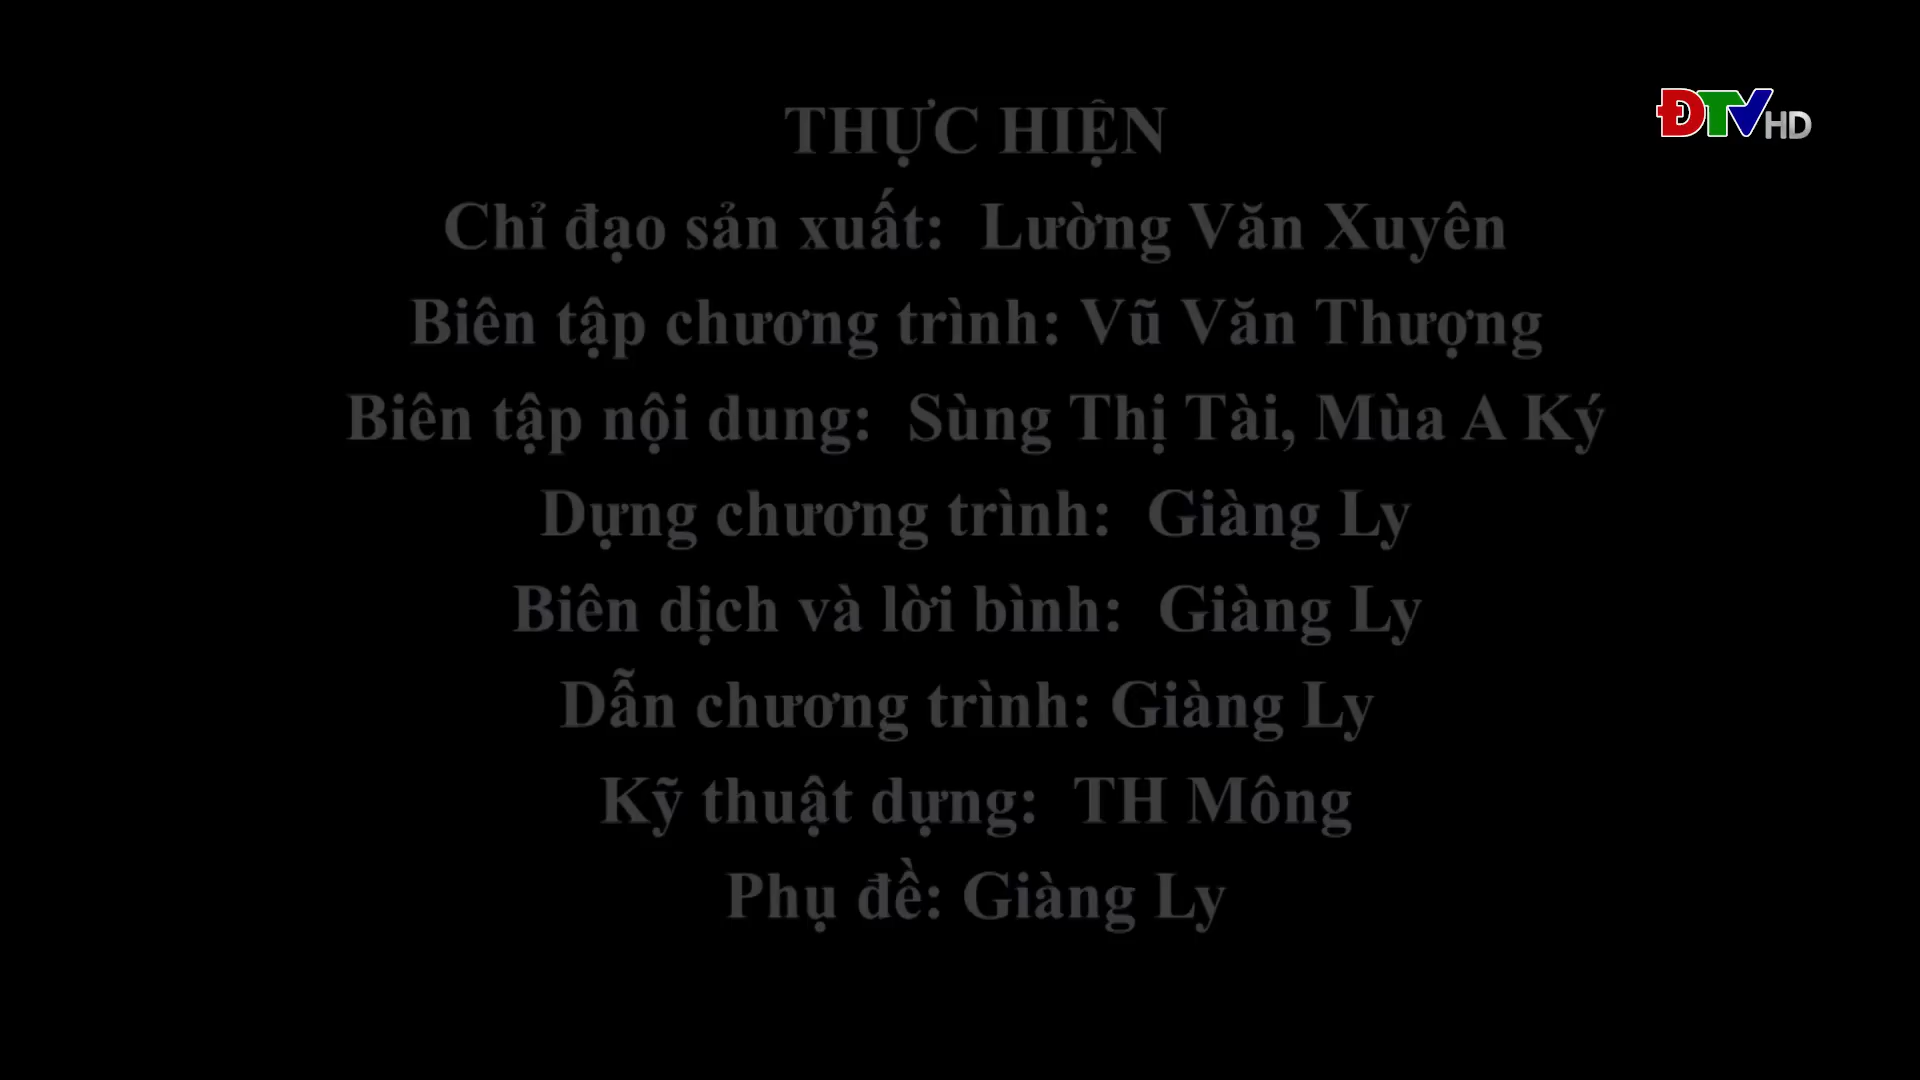 ĐTV HD
THỰC HIỆN
Chỉ đạo sản xuất: Lường Văn Xuyên
Biên tập chương trình: Vũ Văn Thượng
Biên tập nội dung: Sùng Thị Tài, Mùa A Ký
Dựng chương trình: Giàng Ly
Biên dịch và lời bình: Giàng Ly
Dẫn chương trình: Giàng Ly
Kỹ thuật dựng: TH Mông
Phụ đề: Giàng Ly